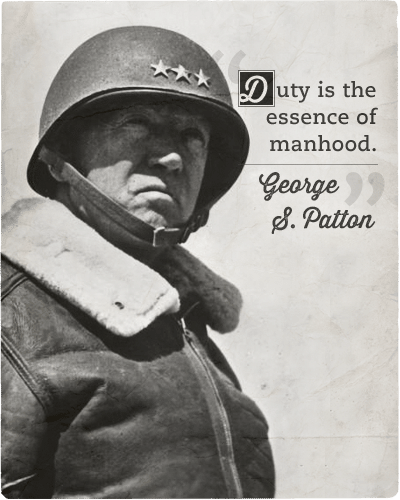 Duty is the
essence of
manhood.
George
S. Patton